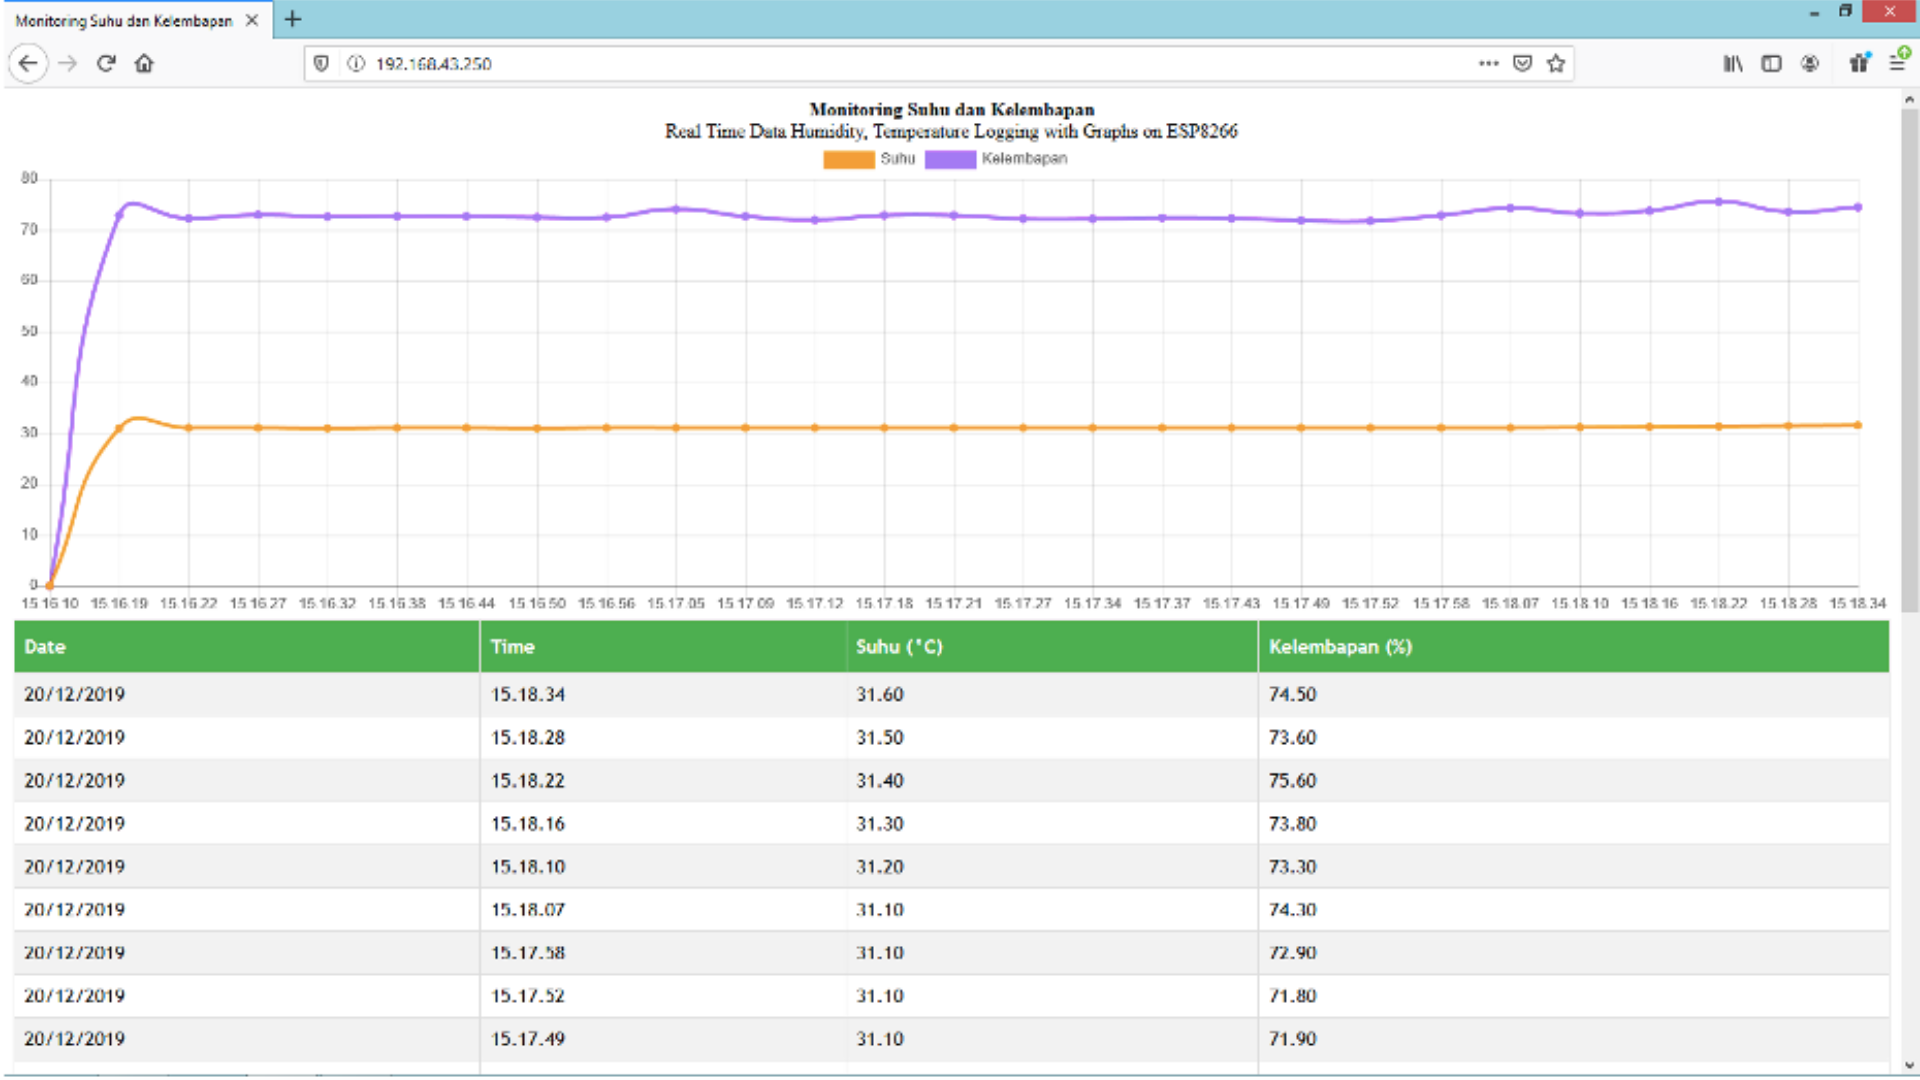 Monitoring Suhu dan Kelembapan
192.168.43.250
Monitoring Suhu dan Kelembapan
Real Time Data Humidity, Temperature Logging with Graphs on ESP8266
Suhu Kelembapan
80
70
60
50
40
30
20
10
0
15.16.10 15.16.19 15.16.22 15.16.27 15.16.32 15.16.38 15.16.44 15.16.50 15.16.56 15.17.05 15.17.09 15.17.12 15.17.18 15.17.21 15.17.27 15.17.34 15.17.37 15.17.43 15.17.49 15.17.52 15.17.58 15.18.07 15.18.10 15.18.16 15.18.22 15.18.28 15.18.34
Date Time Suhu (°C) Kelembapan (%)
20/12/2019 15.18.34 31.60 74.50
20/12/2019 15.18.28 31.50 73.60
20/12/2019 15.18.22 31.40 75.60
20/12/2019 15.18.16 31.30 73.80
20/12/2019 15.18.10 31.20 73.30
20/12/2019 15.18.07 31.10 74.30
20/12/2019 15.17.58 31.10 72.90
20/12/2019 15.17.52 31.10 71.80
20/12/2019 15.17.49 31.10 71.90